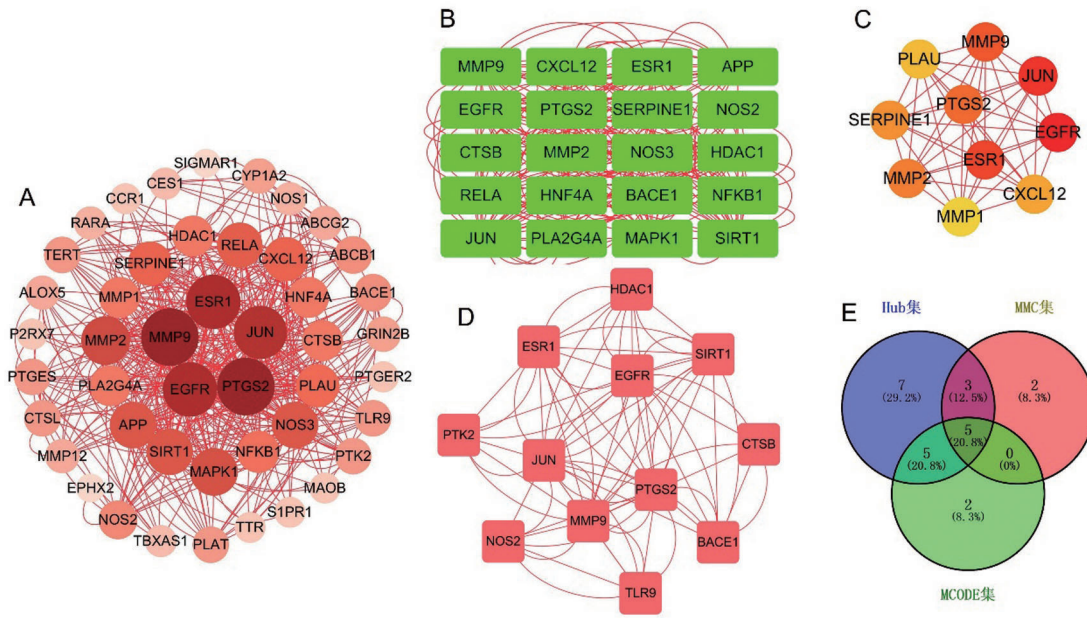 A
SIGMAR1
CES1
CYP1A2
CCR1
NOS1
RARA
HDAC1
ABCG2
TERT
SERPINE1
RELA
CXCL12
ABCB1
ALOX5
MMP1
ESR1
HNF4A
BACE1
P2RX7
MMP2
MMP9
JUN
CTSB
GRIN2B
PTGES
PLA2G4A
EGFR
PTGS2
PLAU
PTGER2
CTSL
APP
NOS3
TLR9
MMP12
SIRT1
MAPK1
NFKB1
PTK2
EPHX2
MAOB
NOS2
S1PR1
TBXAS1
PLAT
TTR
B
MMP9 CXCL12 ESR1 APP
EGFR PTGS2 SERPINE1 NOS2
CTSB MMP2 NOS3 HDAC1
RELA HNF4A BACE1 NFKB1
JUN PLA2G4A MAPK1 SIRT1
C
MMP9
PLAU
JUN
PTGS2
SERPINE1
EGFR
ESR1
MMP2
CXCL12
MMP1
D
HDAC1
ESR1
SIRT1
EGFR
PTK2
CTSB
JUN
PTGS2
MMP9
NOS2
BACE1
TLR9
E
Hub集 MMC集
7
(29.2%)
3
(12.5%)
2
(8.3%)
5
(20.8%)
5
(20.8%)
0
(0%)
2
(8.3%)
MCODE集